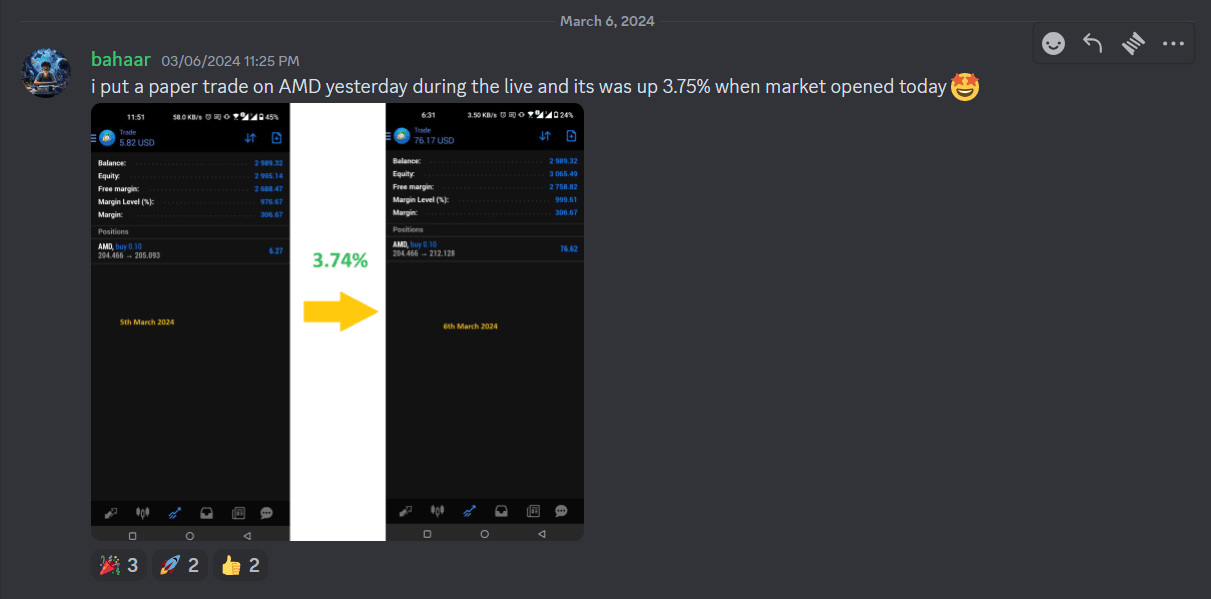 March 6, 2024
bahaar 03/06/2024 11:25 PM
i put a paper trade on AMD yesterday during the live and its was up 3.75% when market opened today
11:51 58.0 KB/s 45%
Trade
5.82 USD
Balance: 2 989.32
Equity: 2 995.14
Free margin: 2 688.47
Margin Level (%): 976.67
Margin: 306.67
Positions
AMD, buy 0.10 6.27
204.466 → 205.093
5th March 2024
3.74%
6:31 3.50 KB/s 24%
Trade
76.17 USD
Balance: 2 989.32
Equity: 3 065.49
Free margin: 2 758.82
Margin Level (%): 999.61
Margin: 306.67
Positions
AMD, buy 0.10 76.62
204.466 → 212.128
6th March 2024
3 2 2